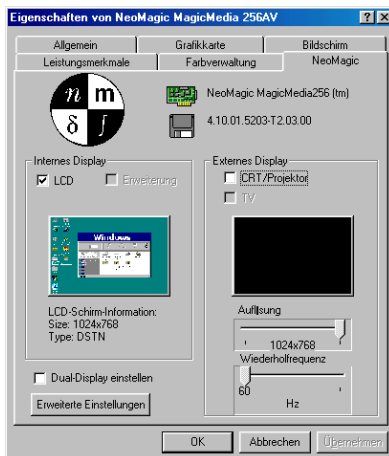 Eigenschaften von NeoMagic MagicMedia 256AV
Allgemein Grafikkarte Bildschirm
Leistungsmerkmale Farbverwaltung NeoMagic
n m
δ ∫
NeoMagic MagicMedia256 (tm)
4.10.01.5203-T2.03.00
Internes Display
LCD Erweiterung
Windows
LCD-Schirm-Information:
Size: 1024x768
Type: DSTN
Dual-Display einstellen
Erweiterte Einstellungen
Externes Display
CRT/Projektor
TV
Auflsung
1024x768
Wiederholfrequenz
60
Hz
OK Abbrechen Übernehmen